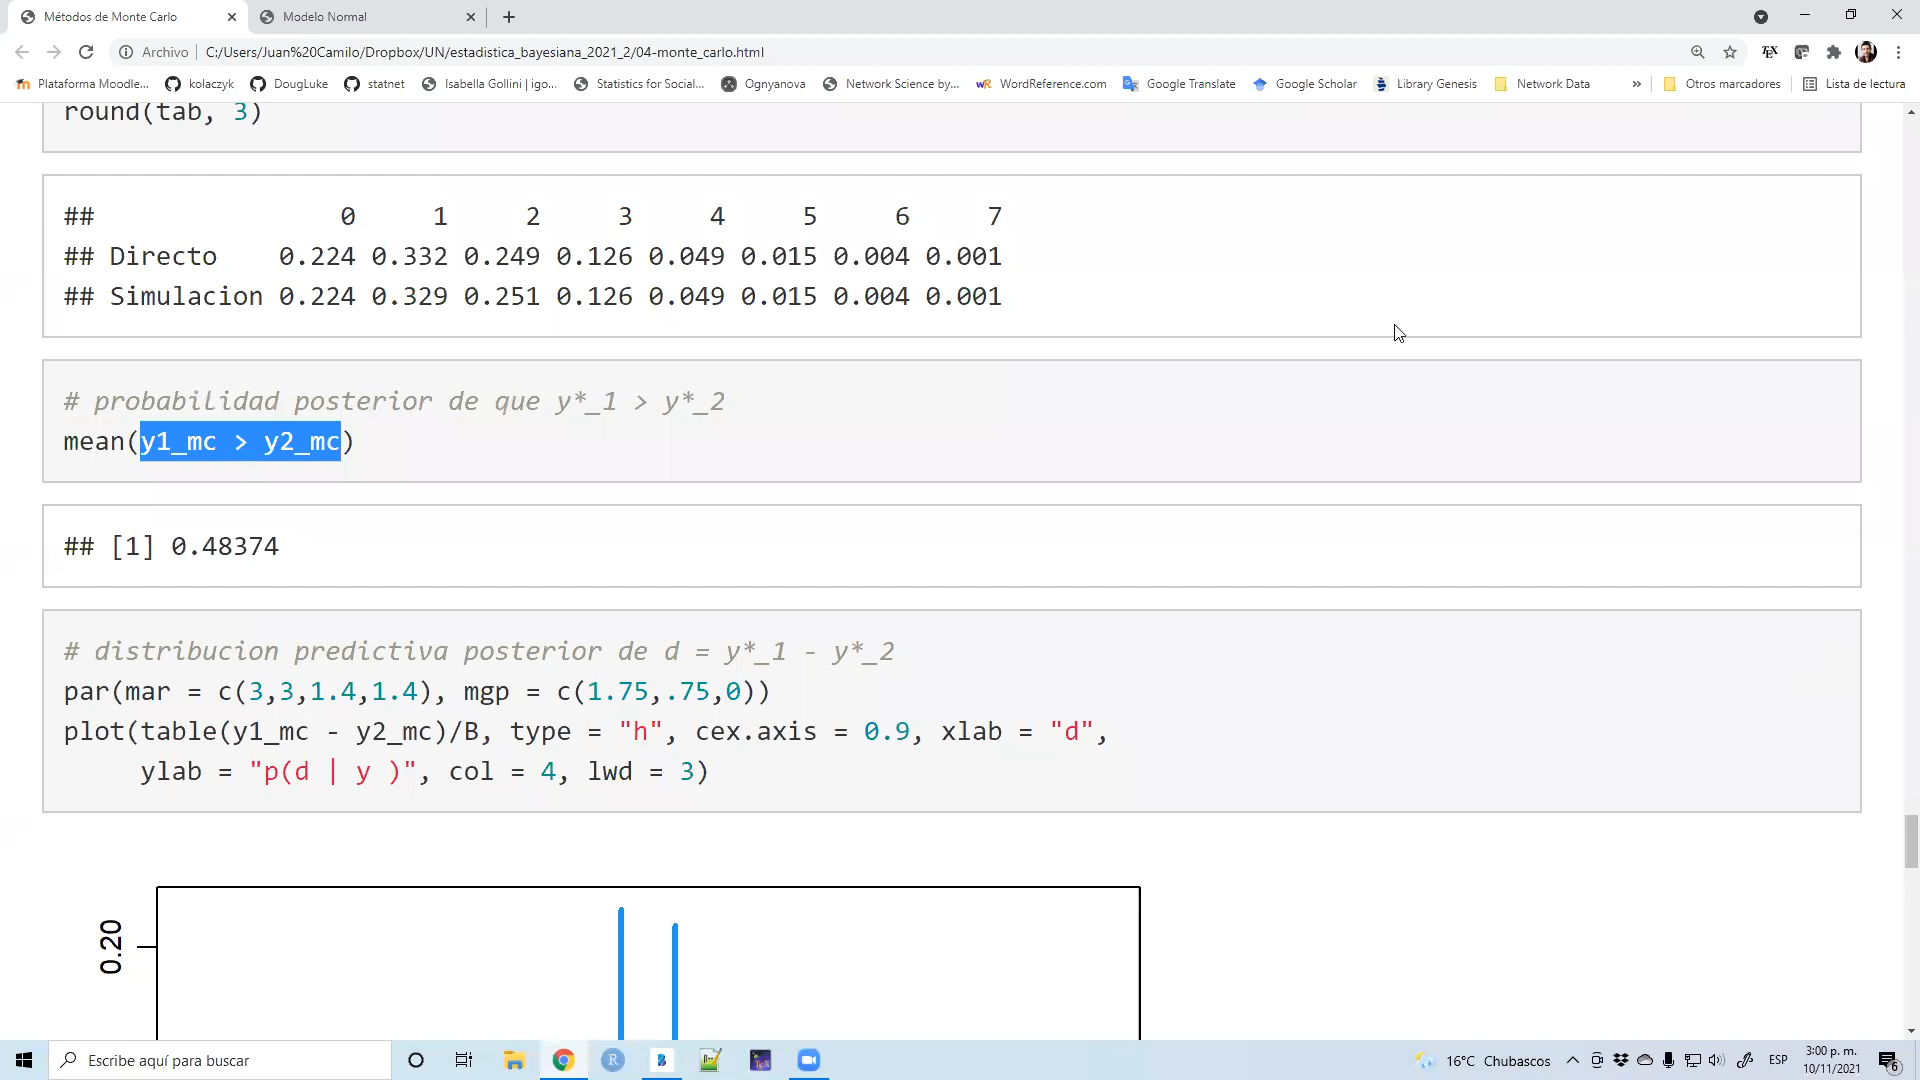 Métodos de Monte Carlo
Modelo Normal
Archivo
C:/Users/Juan%20Camilo/Dropbox/UN/estadistica_bayesiana_2021_2/04-monte_carlo.html
Plataforma Moodle...
kolaczyk
DougLuke
statnet
Isabella Gollini | igo...
Statistics for Social...
Ognyanova
Network Science by...
WordReference.com
Google Translate
Google Scholar
Library Genesis
Network Data
»
Otros marcadores
Lista de lectura
round(tab, 3)
## 0 1 2 3 4 5 6 7
## Directo 0.224 0.332 0.249 0.126 0.049 0.015 0.004 0.001
## Simulacion 0.224 0.329 0.251 0.126 0.049 0.015 0.004 0.001
# probabilidad posterior de que y*_1 > y*_2
mean(y1_mc > y2_mc)
## [1] 0.48374
# distribucion predictiva posterior de d = y*_1 - y*_2
par(mar = c(3,3,1.4,1.4), mgp = c(1.75,.75,0))
plot(table(y1_mc - y2_mc)/B, type = "h", cex.axis = 0.9, xlab = "d",
ylab = "p(d | y )", col = 4, lwd = 3)
0.20
Escribe aquí para buscar
16°C Chubascos
ESP
3:00 p. m.
10/11/2021
6